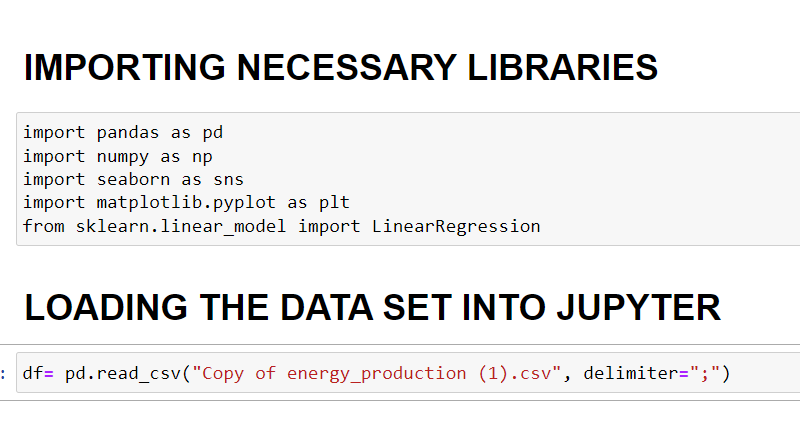 IMPORTING NECESSARY LIBRARIES
import pandas as pd
import numpy as np
import seaborn as sns
import matplotlib.pyplot as plt
from sklearn.linear_model import LinearRegression
LOADING THE DATA SET INTO JUPYTER
: df= pd.read_csv("Copy of energy_production (1).csv", delimiter=";")